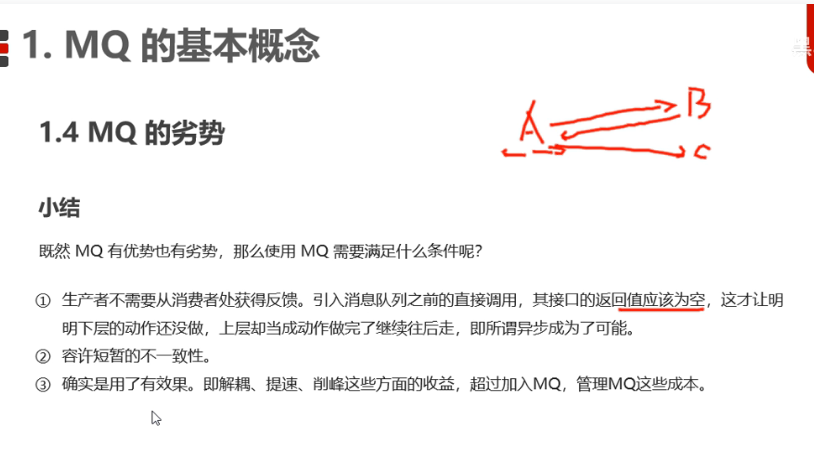 1. MQ 的基本概念
1.4 MQ 的劣势
A
B
C
小结
既然 MQ 有优势也有劣势，那么使用 MQ 需要满足什么条件呢？
① 生产者不需要从消费者处获得反馈。引入消息队列之前的直接调用，其接口的返回值应该为空，这才让明
明下层的动作还没做，上层却当成动作做完了继续往后走，即所谓异步成为了可能。
② 容许短暂的不一致性。
③ 确实是用了有效果。即解耦、提速、削峰这些方面的收益，超过加入MQ，管理MQ这些成本。